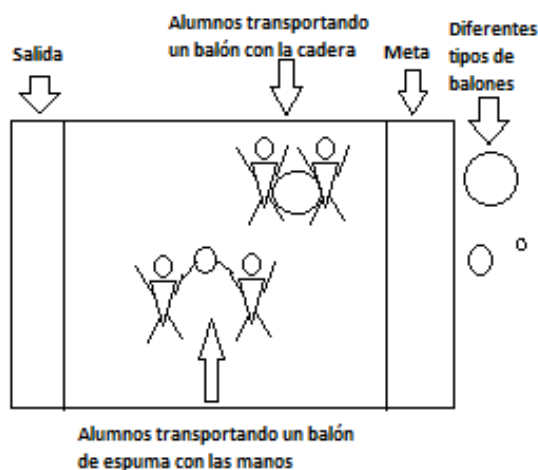 Salida
Alumnos transportando
un balón con la cadera
Meta
Diferentes
tipos de
balones
Alumnos transportando un balón
de espuma con las manos